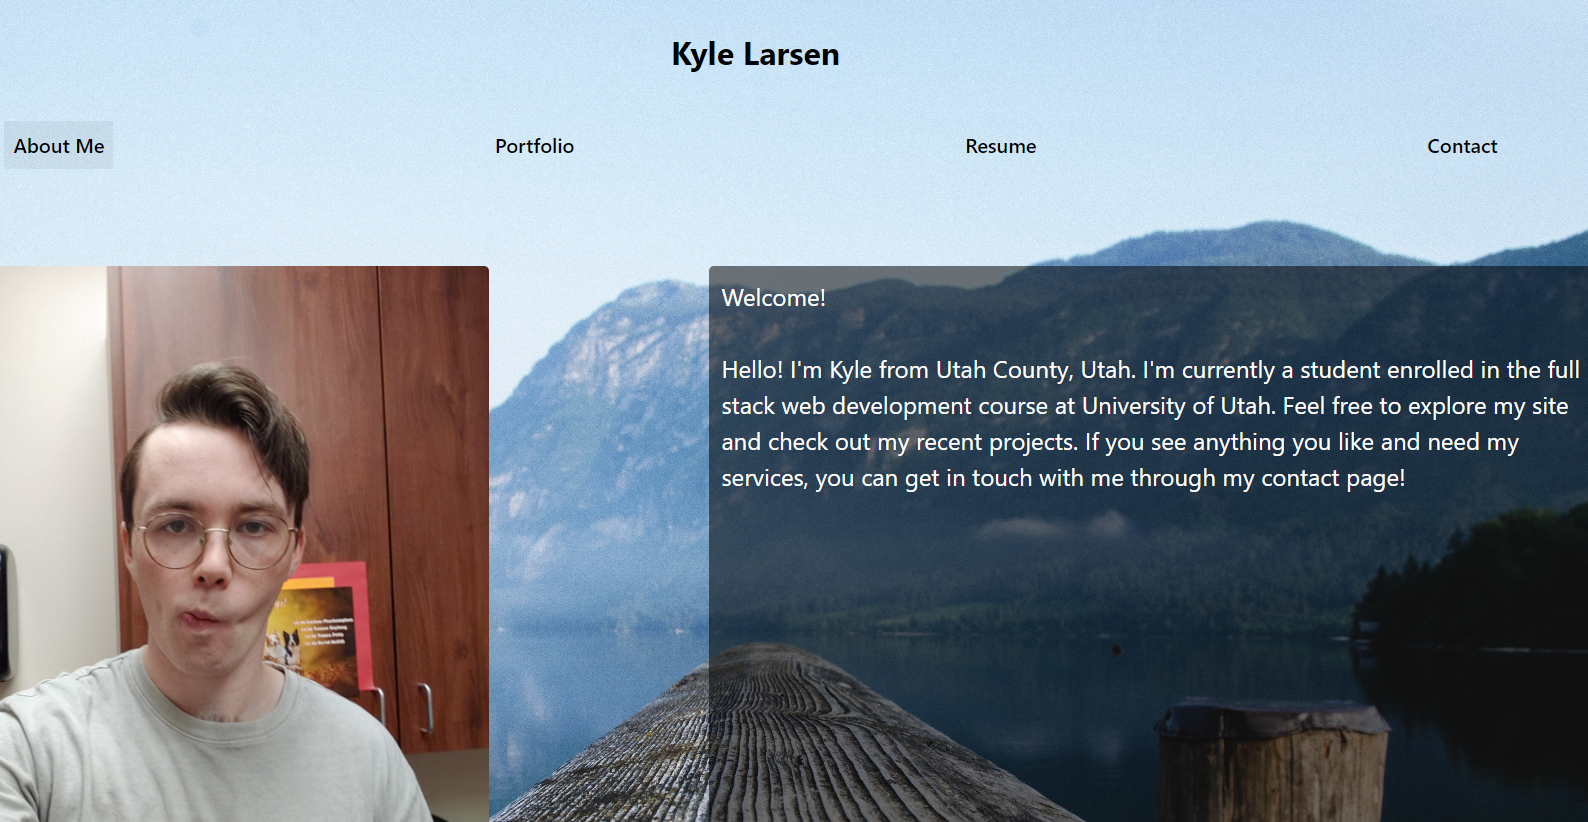 Kyle Larsen
About Me
Portfolio
Resume
Contact
Welcome!
Hello! I'm Kyle from Utah County, Utah. I'm currently a student enrolled in the full
stack web development course at University of Utah. Feel free to explore my site
and check out my recent projects. If you see anything you like and need my
services, you can get in touch with me through my contact page!